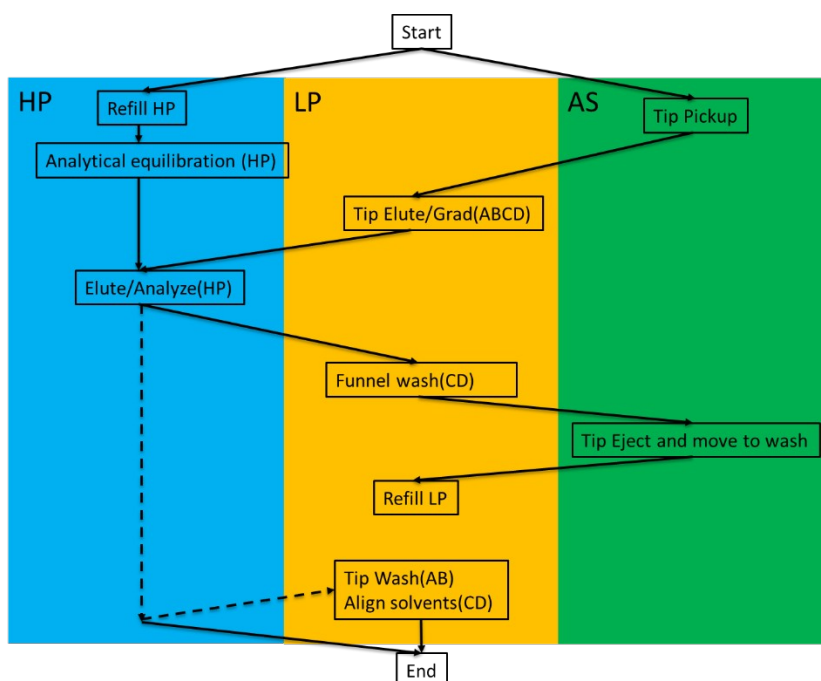 Start
HP
LP
AS
Refill HP
Tip Pickup
Analytical equilibration (HP)
Tip Elute/Grad(ABCD)
Elute/Analyze(HP)
Funnel wash(CD)
Tip Eject and move to wash
Refill LP
Tip Wash(AB)
Align solvents(CD)
End